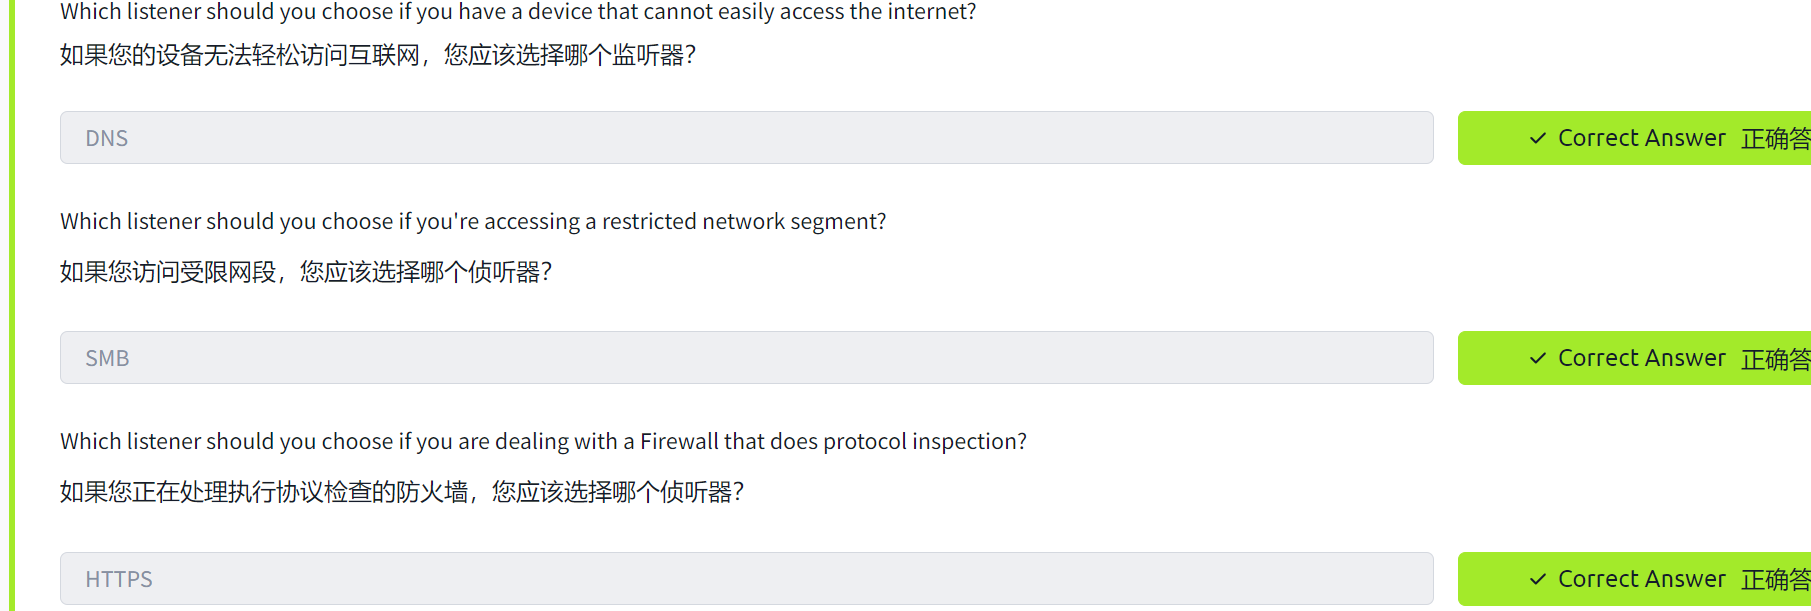 Which listener should you choose if you have a device that cannot easily access the internet?
如果您的设备无法轻松访问互联网，您应该选择哪个监听器？
DNS
✓ Correct Answer 正确答
Which listener should you choose if you're accessing a restricted network segment?
如果您访问受限网段，您应该选择哪个侦听器？
SMB
✓ Correct Answer 正确答
Which listener should you choose if you are dealing with a Firewall that does protocol inspection?
如果您正在处理执行协议检查的防火墙，您应该选择哪个侦听器？
HTTPS
✓ Correct Answer 正确答